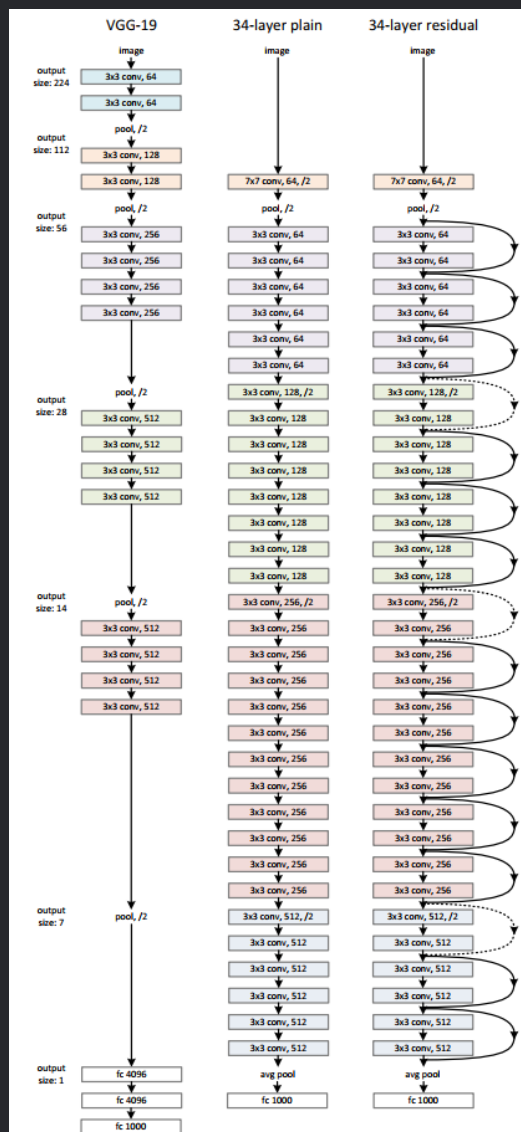 VGG-19
image
output
size: 224
3x3 conv, 64
3x3 conv, 64
pool, /2
output
size: 112
3x3 conv, 128
3x3 conv, 128
pool, /2
output
size: 56
3x3 conv, 256
3x3 conv, 256
3x3 conv, 256
3x3 conv, 256
pool, /2
output
size: 28
3x3 conv, 512
3x3 conv, 512
3x3 conv, 512
3x3 conv, 512
pool, /2
output
size: 14
3x3 conv, 512
3x3 conv, 512
3x3 conv, 512
3x3 conv, 512
output
size: 7
pool, /2
output
size: 1
fc 4096
fc 4096
fc 1000
34-layer plain
image
7x7 conv, 64, /2
pool, /2
3x3 conv, 64
3x3 conv, 64
3x3 conv, 64
3x3 conv, 64
3x3 conv, 64
3x3 conv, 64
3x3 conv, 128, /2
3x3 conv, 128
3x3 conv, 128
3x3 conv, 128
3x3 conv, 128
3x3 conv, 128
3x3 conv, 128
3x3 conv, 128
3x3 conv, 256, /2
3x3 conv, 256
3x3 conv, 256
3x3 conv, 256
3x3 conv, 256
3x3 conv, 256
3x3 conv, 256
3x3 conv, 256
3x3 conv, 256
3x3 conv, 256
3x3 conv, 256
3x3 conv, 256
3x3 conv, 512, /2
3x3 conv, 512
3x3 conv, 512
3x3 conv, 512
3x3 conv, 512
3x3 conv, 512
avg pool
fc 1000
34-layer residual
image
7x7 conv, 64, /2
pool, /2
3x3 conv, 64
3x3 conv, 64
3x3 conv, 64
3x3 conv, 64
3x3 conv, 64
3x3 conv, 64
3x3 conv, 128, /2
3x3 conv, 128
3x3 conv, 128
3x3 conv, 128
3x3 conv, 128
3x3 conv, 128
3x3 conv, 128
3x3 conv, 128
3x3 conv, 256, /2
3x3 conv, 256
3x3 conv, 256
3x3 conv, 256
3x3 conv, 256
3x3 conv, 256
3x3 conv, 256
3x3 conv, 256
3x3 conv, 256
3x3 conv, 256
3x3 conv, 256
3x3 conv, 256
3x3 conv, 512, /2
3x3 conv, 512
3x3 conv, 512
3x3 conv, 512
3x3 conv, 512
3x3 conv, 512
avg pool
fc 1000